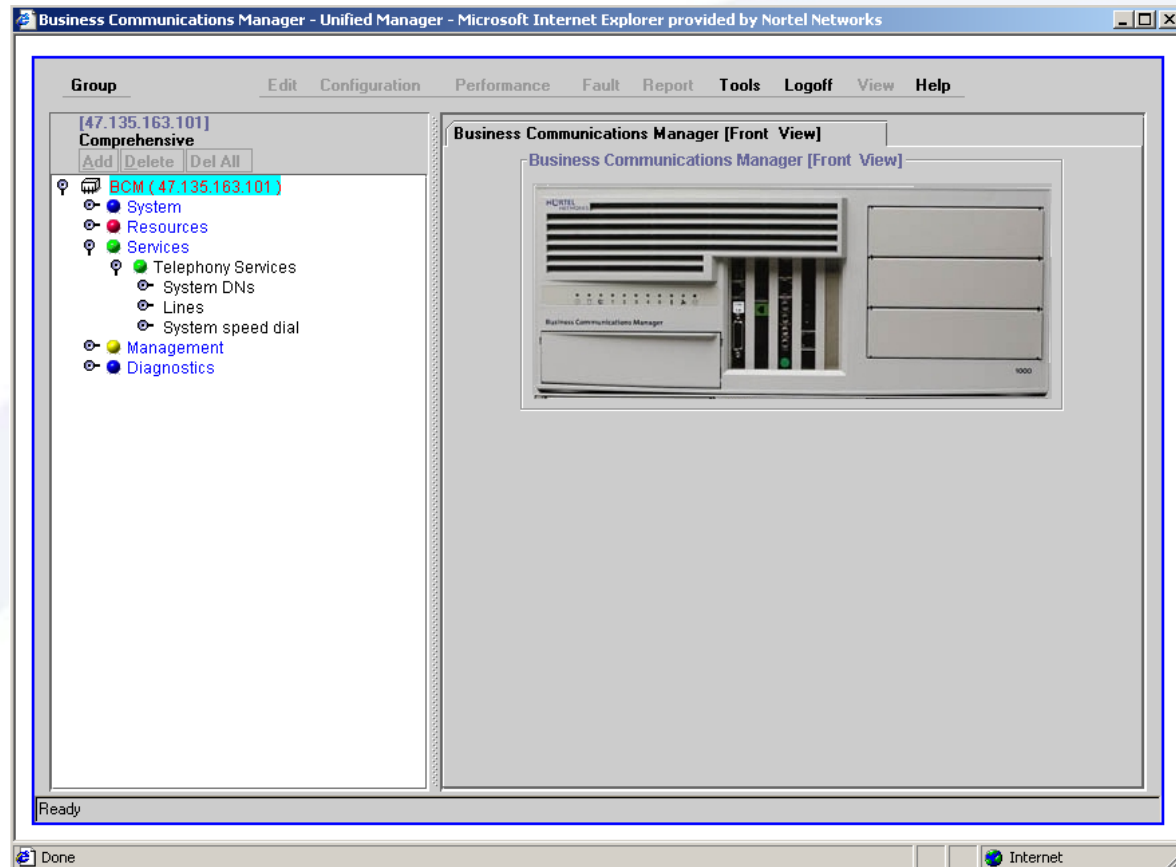 Business Communications Manager - Unified Manager - Microsoft Internet Explorer provided by Nortel Networks
Group Edit Configuration Performance Fault Report Tools Logoff View Help
[47.135.163.101]
Comprehensive
Add Delete Del All
BCM ( 47.135.163.101 )
System
Resources
Services
Telephony Services
System DNs
Lines
System speed dial
Management
Diagnostics
Business Communications Manager [Front View]
Business Communications Manager [Front View]
NORTEL
NETWORKS
Business Communications Manager
1000
Ready
Done
Internet